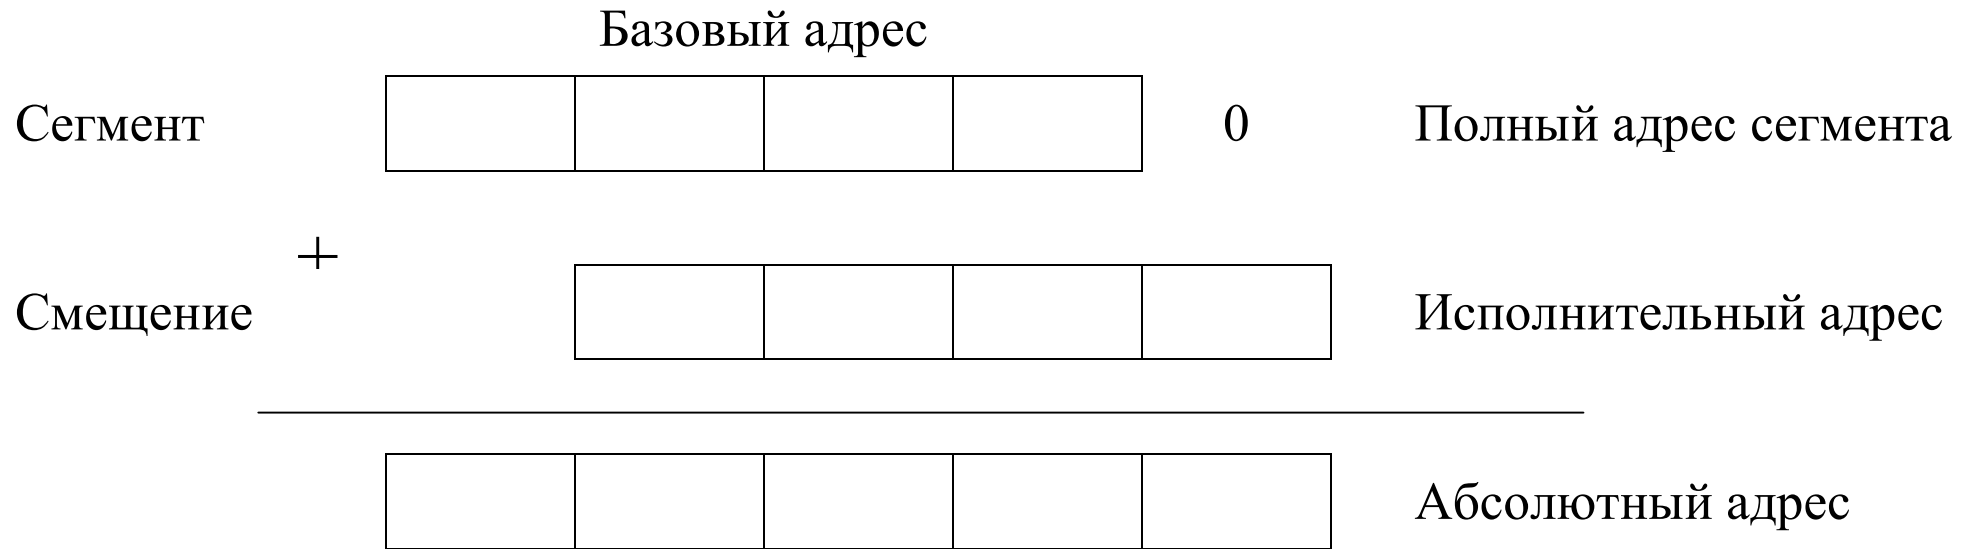 Базовый адрес
Сегмент 0 Полный адрес сегмента
+
Смещение Исполнительный адрес
Абсолютный адрес